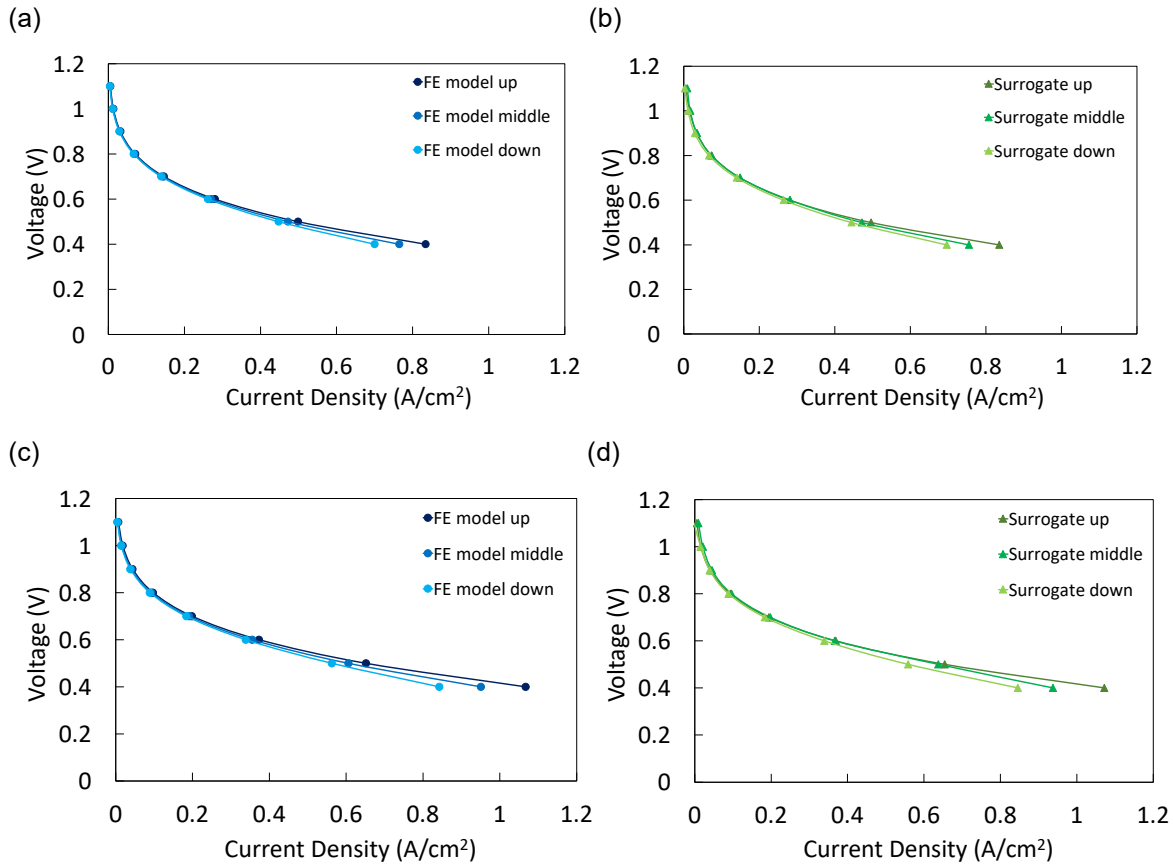 (a)
(b)
1.2
1
0.8
0.6
0.4
0.2
0
Voltage (V)
FE model up
FE model middle
FE model down
0 0.2 0.4 0.6 0.8 1 1.2
Current Density (A/cm²)
1.2
1
0.8
0.6
0.4
0.2
0
Voltage (V)
Surrogate up
Surrogate middle
Surrogate down
0 0.2 0.4 0.6 0.8 1 1.2
Current Density (A/cm²)
(c)
(d)
1.2
1
0.8
0.6
0.4
0.2
0
Voltage (V)
FE model up
FE model middle
FE model down
0 0.2 0.4 0.6 0.8 1 1.2
Current Density (A/cm²)
1.2
1
0.8
0.6
0.4
0.2
0
Voltage (V)
Surrogate up
Surrogate middle
Surrogate down
0 0.2 0.4 0.6 0.8 1 1.2
Current Density (A/cm²)